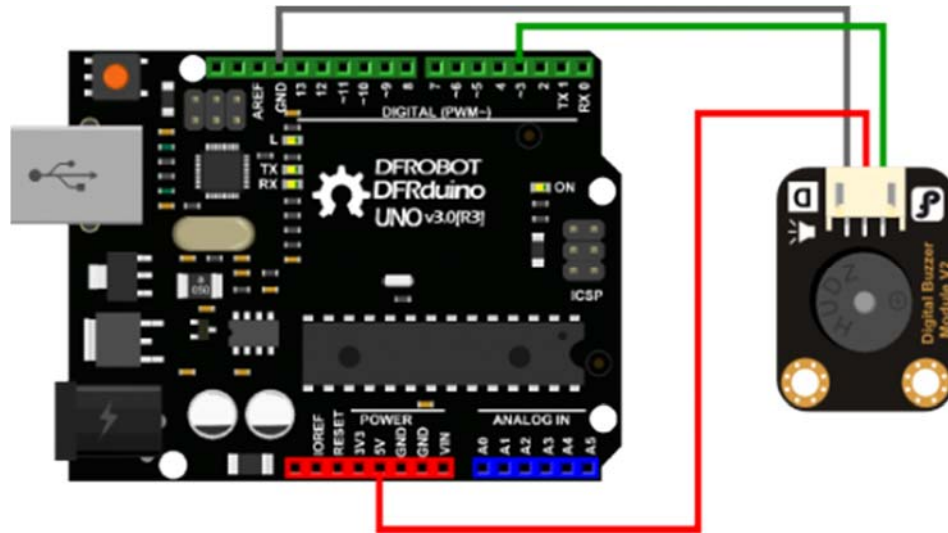 AREF
GND
13
12
~11
~10
~9
8
7
~6
~5
4
~3
2
TX 1
RX 0
DIGITAL (PWM~)
L
TX
RX
DFROBOT
DFRduino
UNO v3.0[R3]
ON
ICSP
050
POWER
ANALOG IN
IOREF
RESET
3V3
5V
GND
GND
VIN
A0
A1
A2
A3
A4
A5
D
HUDZ
Digital Buzzer
Module V2